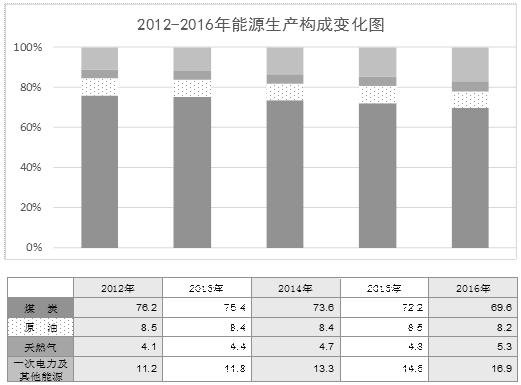 2012-2016年能源生产构成变化图
100%
80%
60%
40%
20%
0%
2012年 2013年 2014年 2015年 2016年
煤 炭 76.2 75.4 73.6 72.2 69.6
原 油 8.5 8.4 8.4 8.5 8.2
天然气 4.1 4.4 4.7 4.8 5.3
一次电力及
其他能源 11.2 11.8 13.3 14.5 16.9